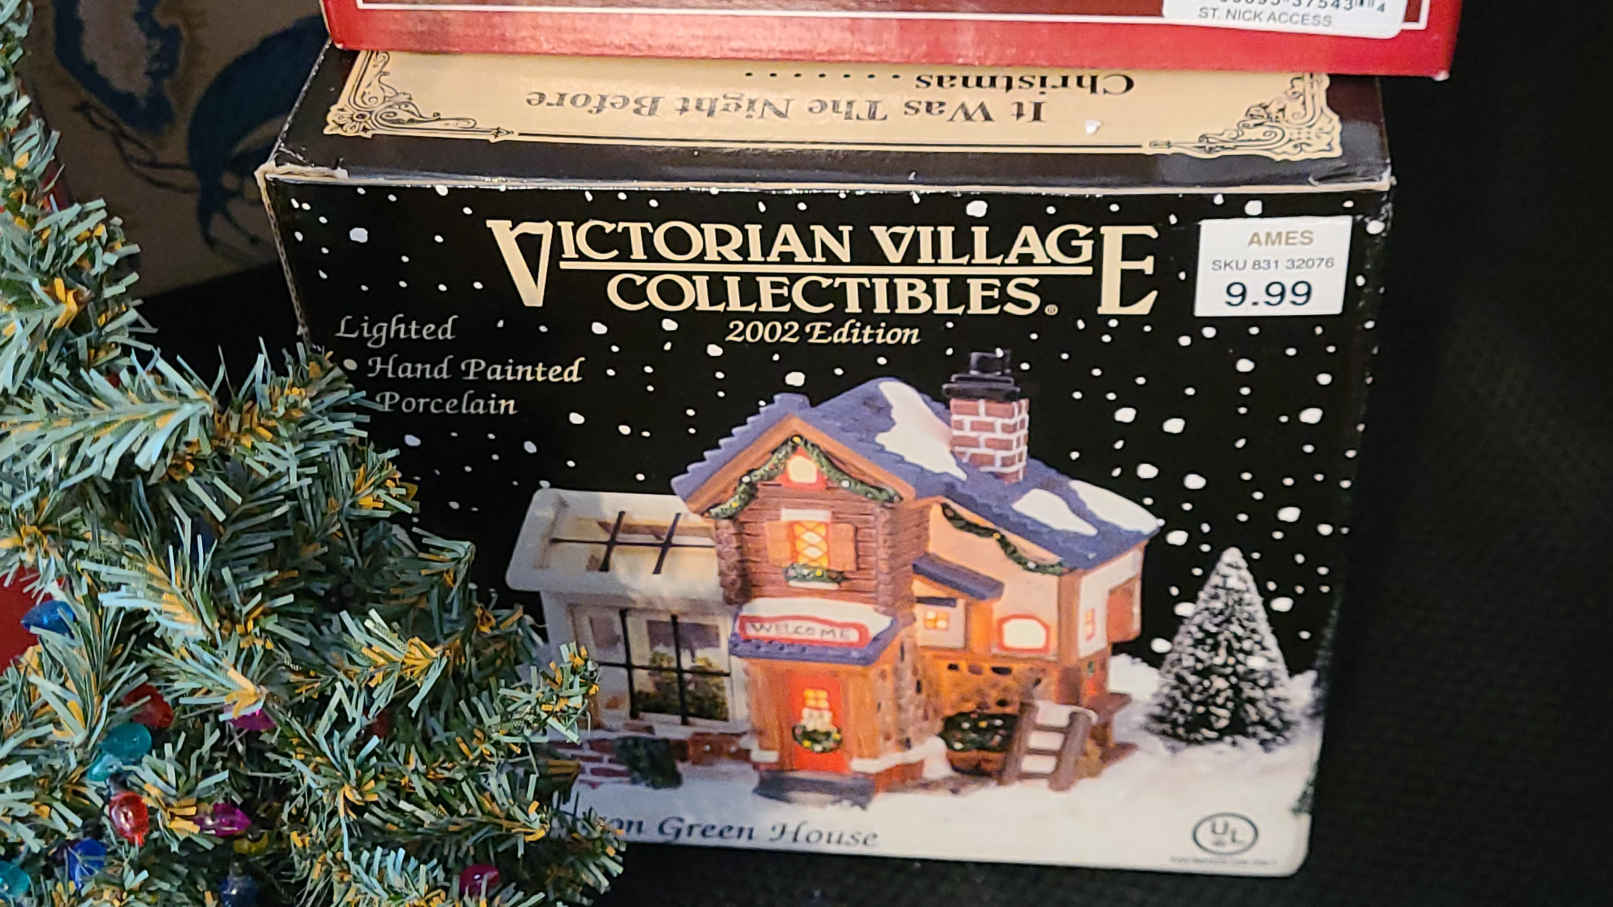 ST. NICK ACCESS
It Was The Night Before
Christmas . . . . . . .
VICTORIAN VILLAGE
COLLECTIBLES®
2002 Edition
AMES
SKU 831 32076
9.99
Lighted
• Hand Painted
Porcelain
WELCOME
Green House
UL